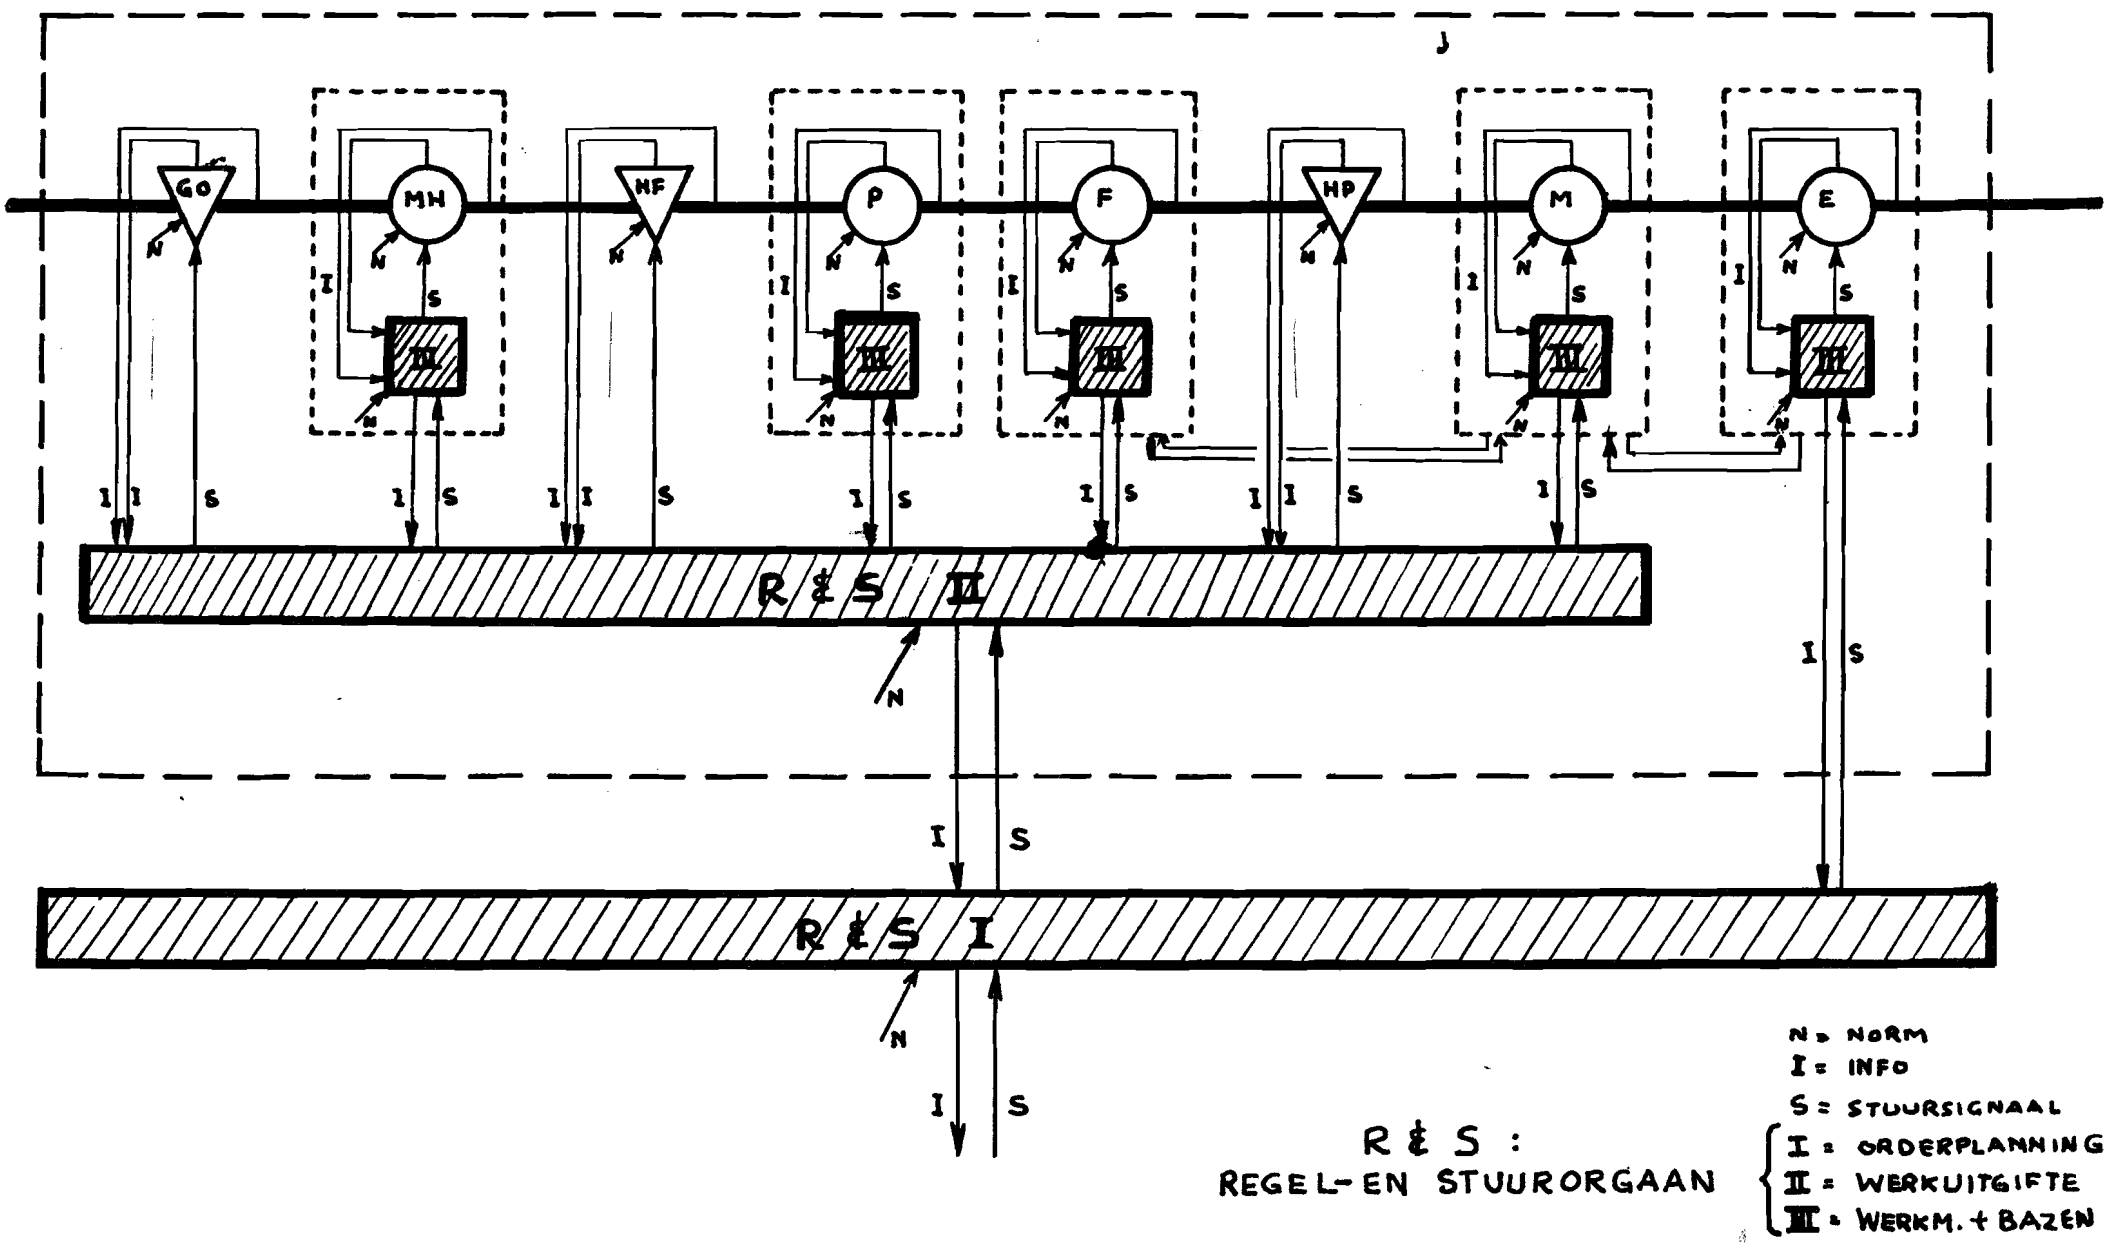 GO MH HF P F HP M E
N N N N N N N N
I I I I I
S S S S S
III III III III III
N N N N N
I I S I S I I S I S I S I I S I S
R & S II
I S
N
I S
R & S I
N
I S
N = NORM
I = INFO
S = STUURSIGNAAL
R & S :
REGEL-EN STUURORGAAN
I = ORDERPLANNING
II = WERKUITGIFTE
III = WERKM. + BAZEN